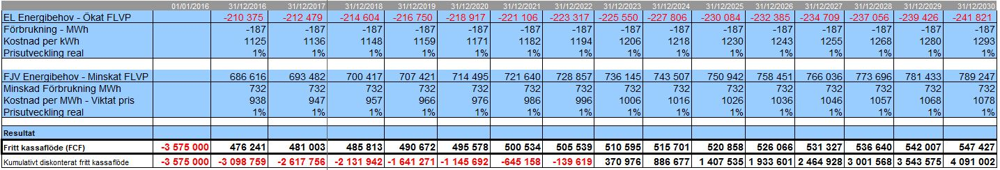 01/01/2016 31/12/2016 31/12/2017 31/12/2018 31/12/2019 31/12/2020 31/12/2021 31/12/2022 31/12/2023 31/12/2024 31/12/2025 31/12/2026 31/12/2027 31/12/2028 31/12/2029 31/12/2030
EL Energibehov - Ökat FLVP -210 375 -212 479 -214 604 -216 750 -218 917 -221 106 -223 317 -225 550 -227 806 -230 084 -232 385 -234 709 -237 056 -239 426 -241 821
Förbrukning - MWh -187 -187 -187 -187 -187 -187 -187 -187 -187 -187 -187 -187 -187 -187 -187
Kostnad per kWh 1125 1136 1148 1159 1171 1182 1194 1206 1218 1230 1243 1255 1268 1280 1293
Prisutveckling real 1% 1% 1% 1% 1% 1% 1% 1% 1% 1% 1% 1% 1% 1% 1%
FJV Energibehov - Minskat FLVP 686 616 693 482 700 417 707 421 714 495 721 640 728 857 736 145 743 507 750 942 758 451 766 036 773 696 781 433 789 247
Minskad Förbrukning MWh 732 732 732 732 732 732 732 732 732 732 732 732 732 732 732
Kostnad per MWh - Viktat pris 938 947 957 966 976 986 996 1006 1016 1026 1036 1046 1057 1068 1078
Prisutveckling real 1% 1% 1% 1% 1% 1% 1% 1% 1% 1% 1% 1% 1% 1% 1%
Resultat
Fritt kassaflöde (FCF) -3 575 000 476 241 481 003 485 813 490 672 495 578 500 534 505 539 510 595 515 701 520 858 526 066 531 327 536 640 542 007 547 427
Kumulativt diskonterat fritt kassaflöde -3 575 000 -3 098 759 -2 617 756 -2 131 942 -1 641 271 -1 145 692 -645 158 -139 619 370 976 886 677 1 407 535 1 933 601 2 464 928 3 001 568 3 543 575 4 091 002